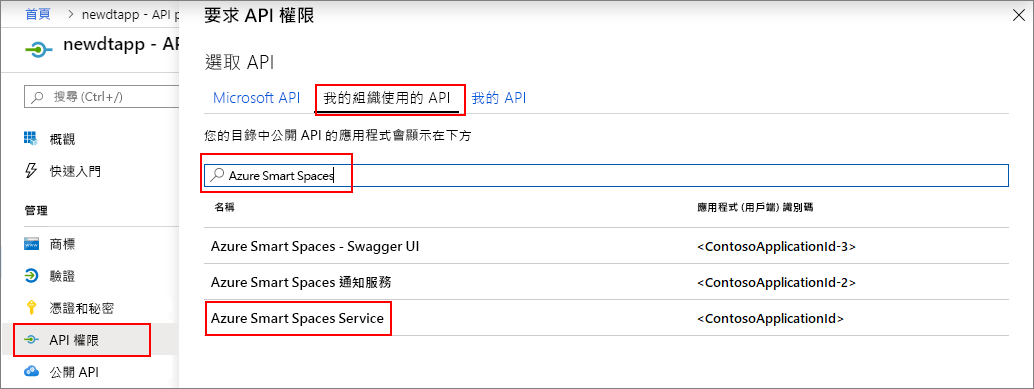 首頁 > newdtapp - API p
newdtapp - AP
搜尋 (Ctrl+/)
概觀
快速入門
管理
商標
驗證
憑證和秘密
API 權限
公開 API
要求 API 權限
選取 API
Microsoft API 我的組織使用的 API 我的 API
您的目錄中公開 API 的應用程式會顯示在下方
Azure Smart Spaces
名稱 應用程式 (用戶端) 識別碼
Azure Smart Spaces - Swagger UI <ContosoApplicationId-3>
Azure Smart Spaces 通知服務 <ContosoApplicationId-2>
Azure Smart Spaces Service <ContosoApplicationId>